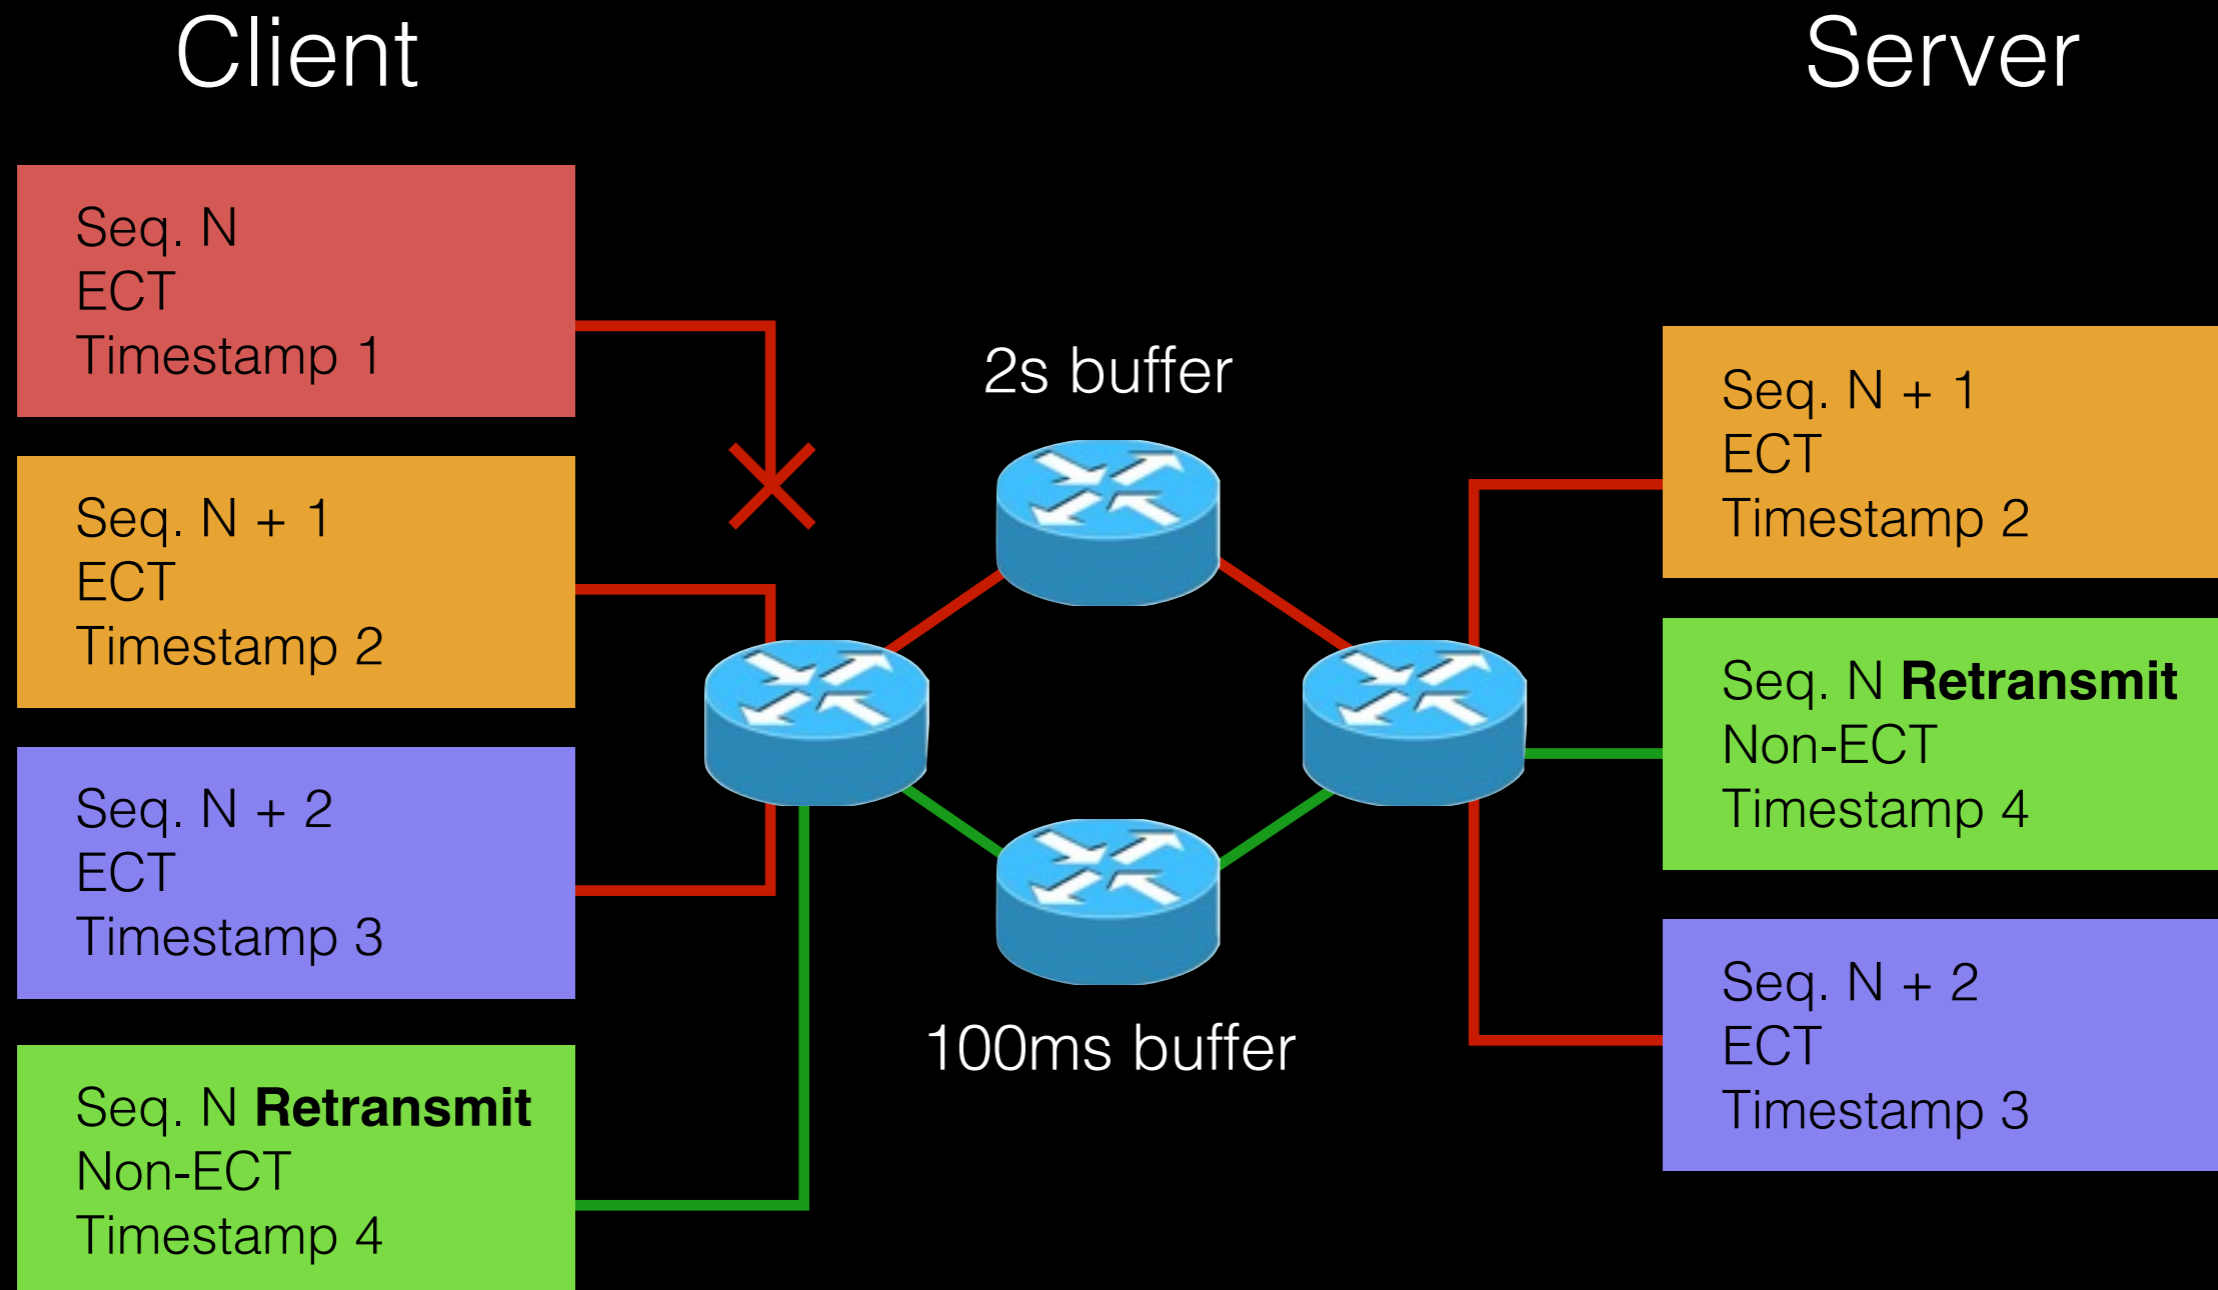 Client
Server
Seq. N
ECT
Timestamp 1
Seq. N + 1
ECT
Timestamp 2
Seq. N + 2
ECT
Timestamp 3
Seq. N Retransmit
Non-ECT
Timestamp 4
2s buffer
100ms buffer
Seq. N + 1
ECT
Timestamp 2
Seq. N Retransmit
Non-ECT
Timestamp 4
Seq. N + 2
ECT
Timestamp 3